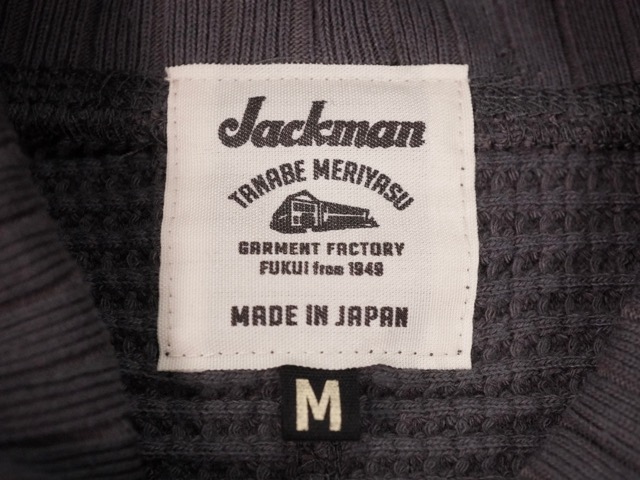 Jackman
TANABE MERIYASU
GARMENT FACTORY
FUKUI from 1949
MADE IN JAPAN
M